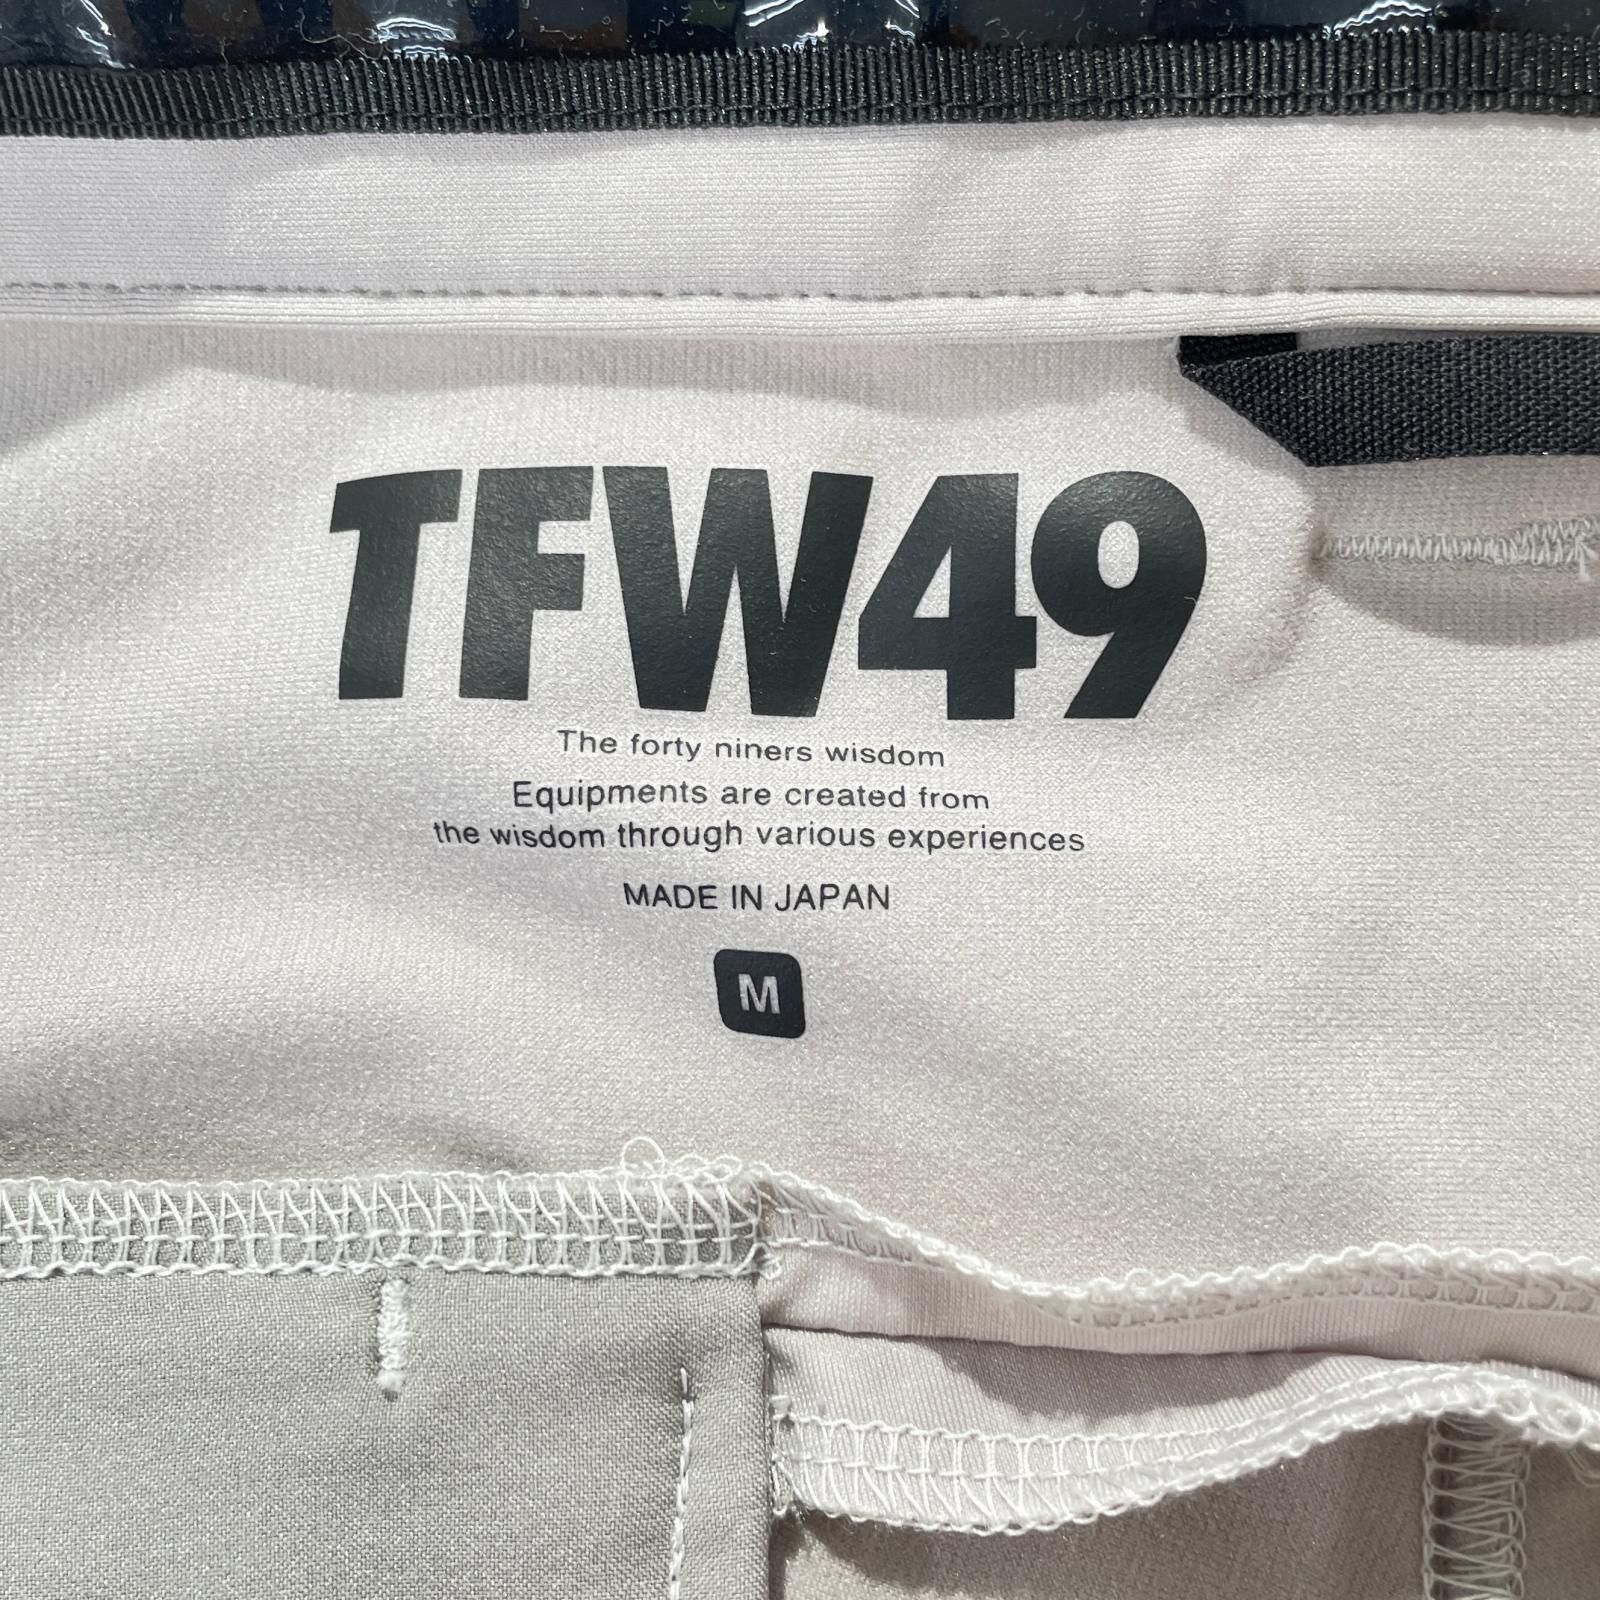 TFW49
The forty niners wisdom
Equipments are created from
the wisdom through various experiences
MADE IN JAPAN
M